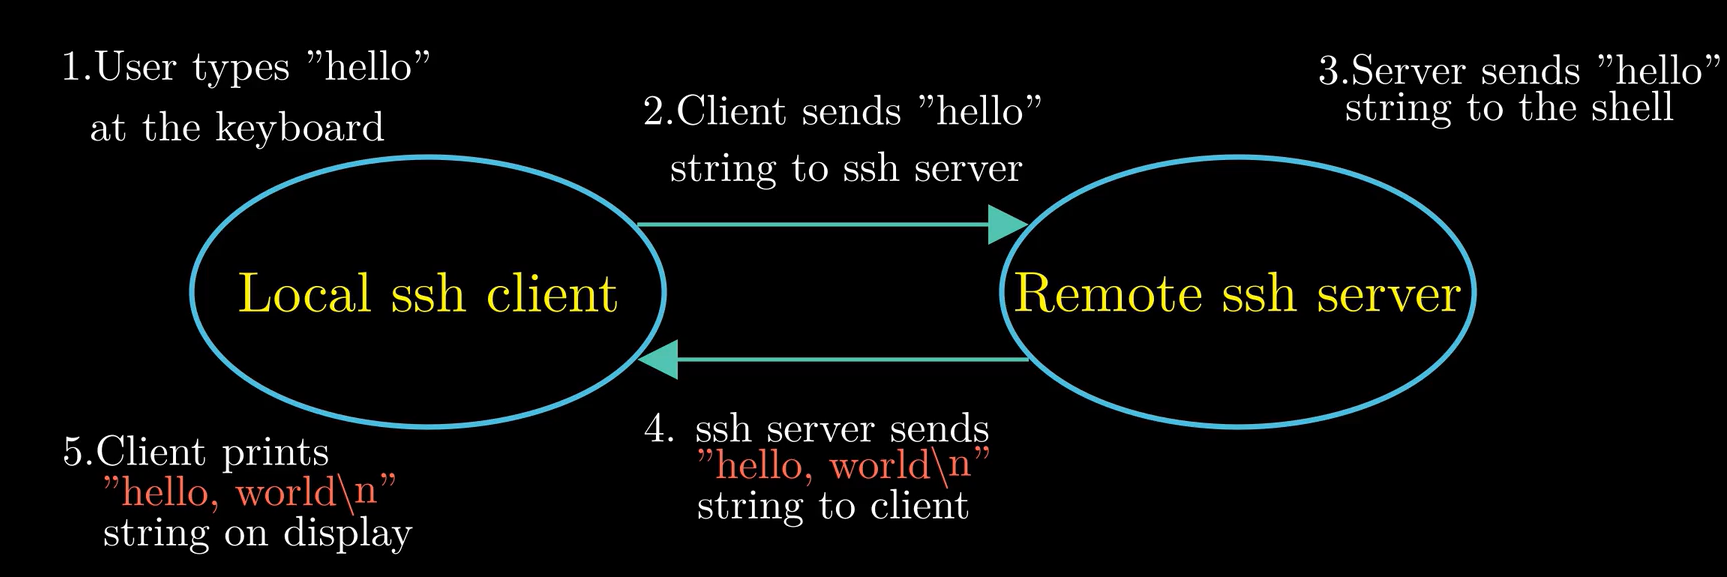 1.User types ”hello”
at the keyboard
2.Client sends ”hello”
string to ssh server
3.Server sends ”hello”
string to the shell
Local ssh client
Remote ssh server
4. ssh server sends
”hello, world\n”
string to client
5.Client prints
”hello, world\n”
string on display